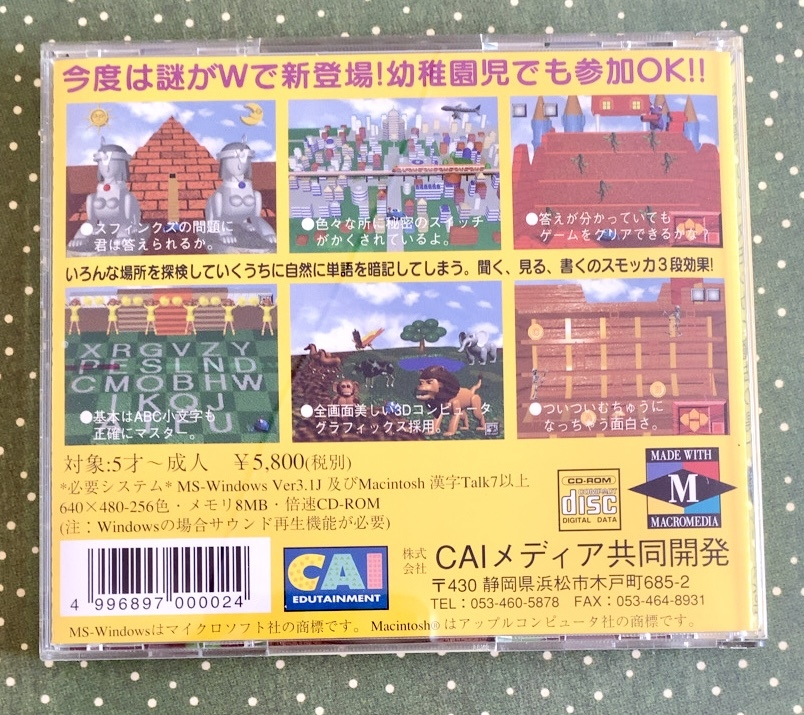 今度は謎がWで新登場!幼稚園児でも参加OK!!
●スフィンクスの問題に
君は答えられるか。
●色々な所に秘密のスイッチ
がかくされているよ。
●答えが分かっていても
ゲームをクリアできるかな?
いろんな場所を探検していくうちに自然に単語を暗記してしまう。聞く、見る、書くのスモッカ3段効果!
XRGVZY
PESLND
CMOBHW
IKQJ
●基本はABC小文字も
正確にマスター。
●全画面美しい3Dコンピュータ
グラフィックス採用。
●ついついむちゅうに
なっちゃう面白さ。
対象:5才〜成人 ¥5,800(税別)
*必要システム* MS-Windows Ver3.1J 及びMacintosh 漢字Talk7以上
640×480-256色・メモリ8MB・倍速CD-ROM
(注:Windowsの場合サウンド再生機能が必要)
CD-ROM
COMPACT
disc
DIGITAL DATA
MADE WITH
M
MACROMEDIA
4 996897 000024
CAI
EDUTAINMENT
株式会社 CAIメディア共同開発
〒430 静岡県浜松市木戸町685-2
TEL:053-460-5878 FAX:053-464-8931
MS-Windowsはマイクロソフト社の商標です。 Macintosh®はアップルコンピュータ社の商標です。